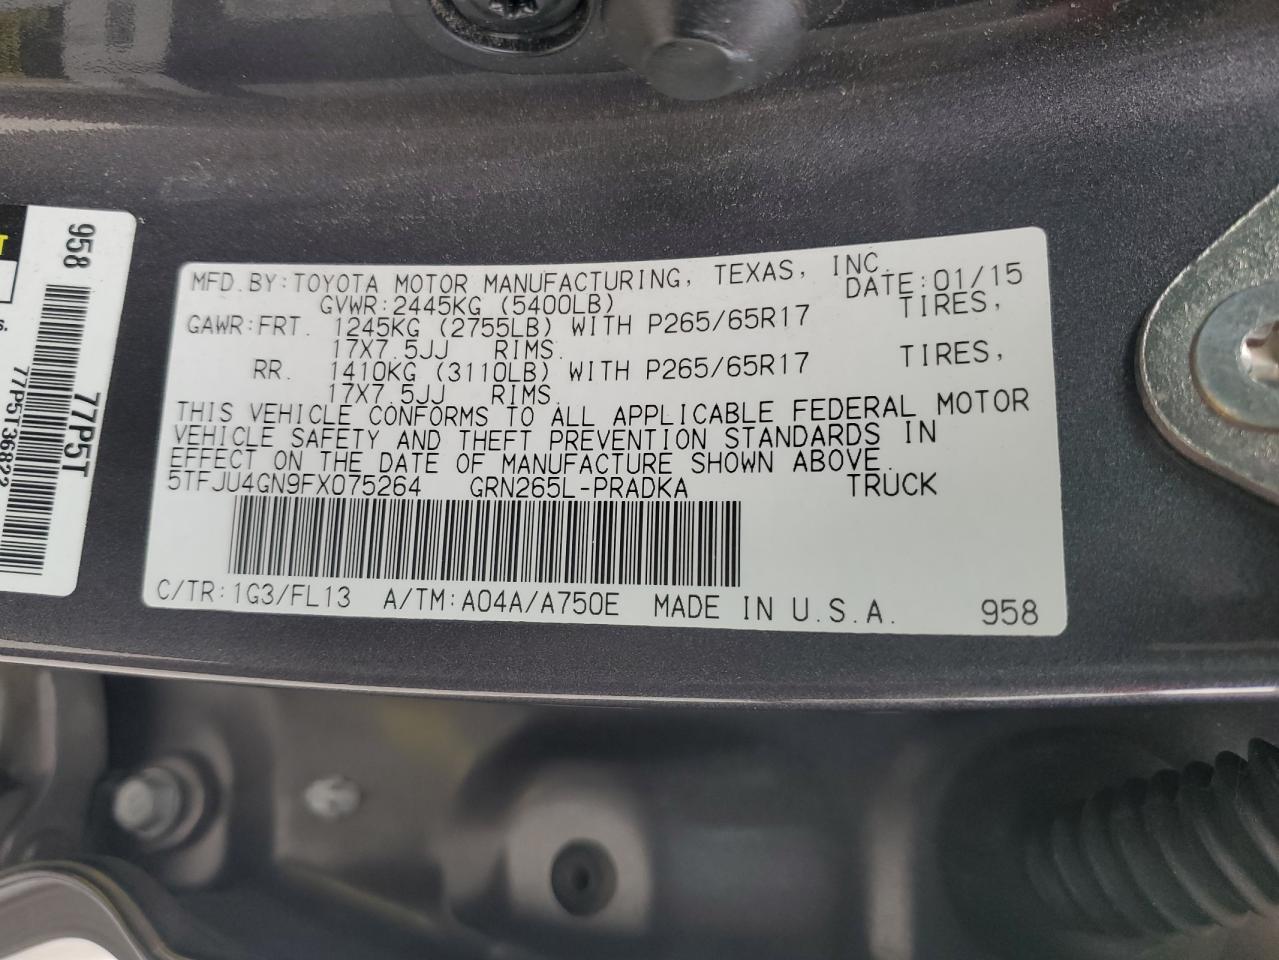 MFD.BY:TOYOTA MOTOR MANUFACTURING, TEXAS, INC.
GVWR:2445KG (5400LB) DATE:01/15
GAWR:FRT. 1245KG (2755LB) WITH P265/65R17 TIRES,
17X7.5JJ RIMS.
RR. 1410KG (3110LB) WITH P265/65R17 TIRES,
17X7.5JJ RIMS.
THIS VEHICLE CONFORMS TO ALL APPLICABLE FEDERAL MOTOR
VEHICLE SAFETY AND THEFT PREVENTION STANDARDS IN
EFFECT ON THE DATE OF MANUFACTURE SHOWN ABOVE.
5TFJU4GN9FX075264 GRN265L-PRADKA TRUCK
C/TR:1G3/FL13 A/TM:A04A/A750E MADE IN U.S.A. 958
958
77P5T
77P5T36822